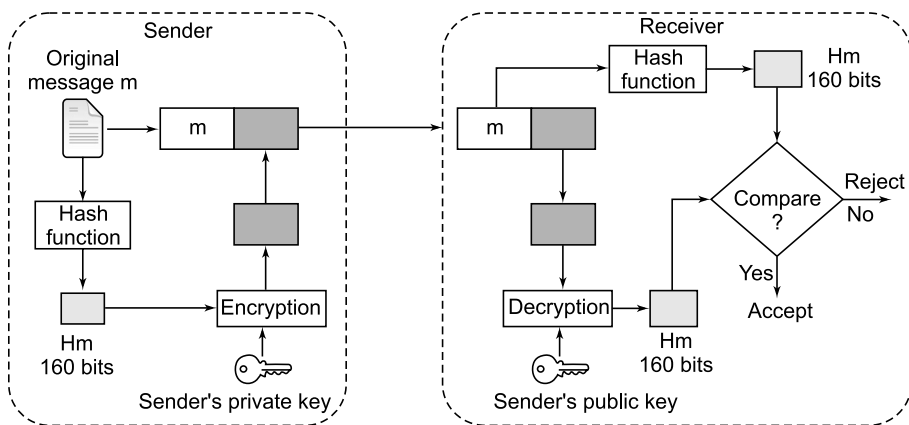 Sender
Original
message m
m
Hash
function
Encryption
Hm
160 bits
Sender's private key
Receiver
Hash
function
Hm
160 bits
m
Compare
?
Reject
No
Yes
Accept
Decryption
Hm
160 bits
Sender's public key